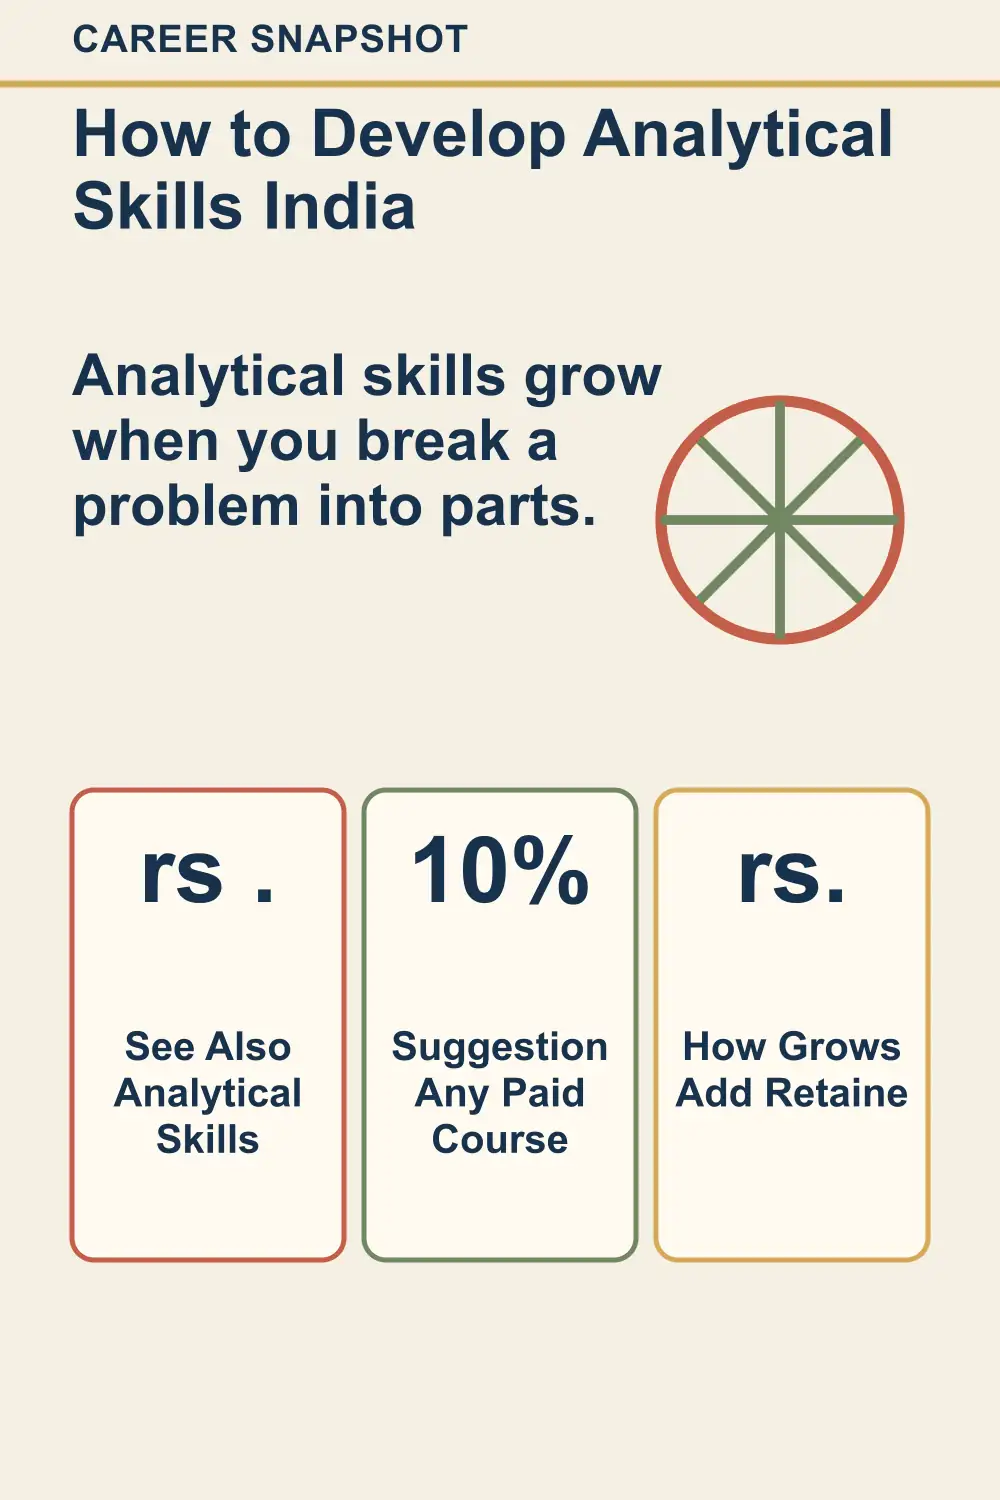 CAREER SNAPSHOT
How to Develop Analytical
Skills India
Analytical skills grow
when you break a
problem into parts.
rs .
See Also
Analytical
Skills
10%
Suggestion
Any Paid
Course
rs.
How Grows
Add Retaine